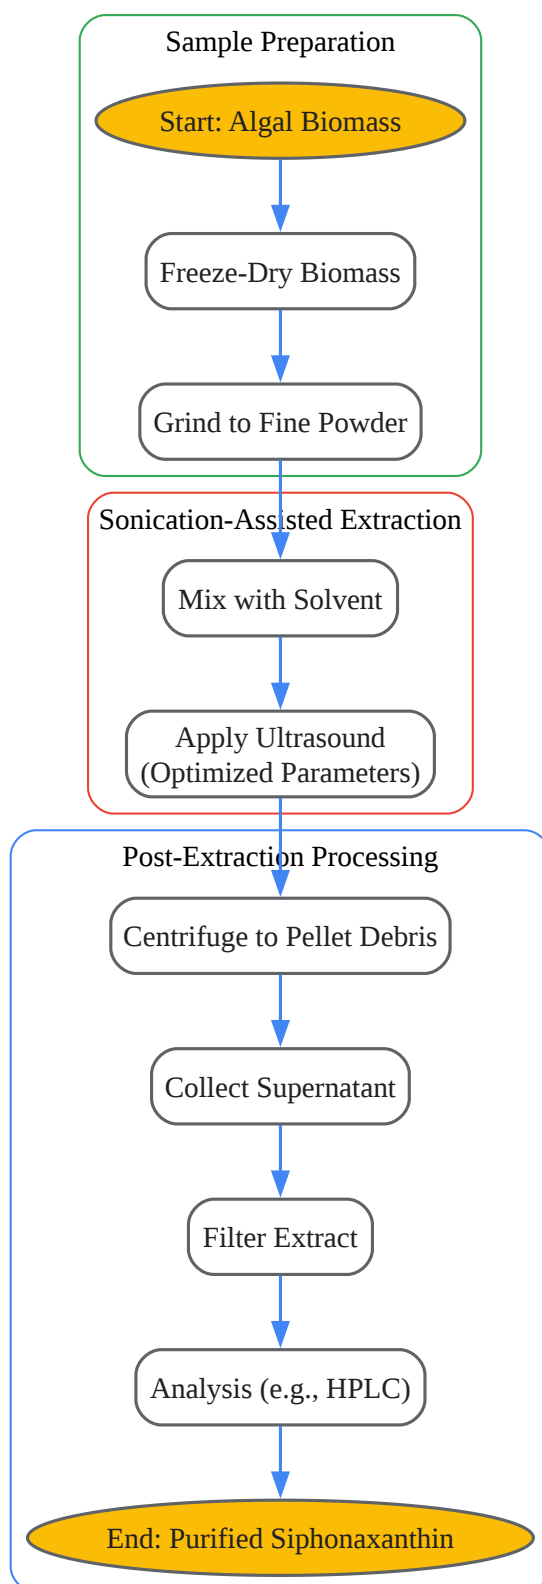 Sample Preparation
Start: Algal Biomass
Freeze-Dry Biomass
Grind to Fine Powder
Sonication-Assisted Extraction
Mix with Solvent
Apply Ultrasound
(Optimized Parameters)
Post-Extraction Processing
Centrifuge to Pellet Debris
Collect Supernatant
Filter Extract
Analysis (e.g., HPLC)
End: Purified Siphonaxanthin